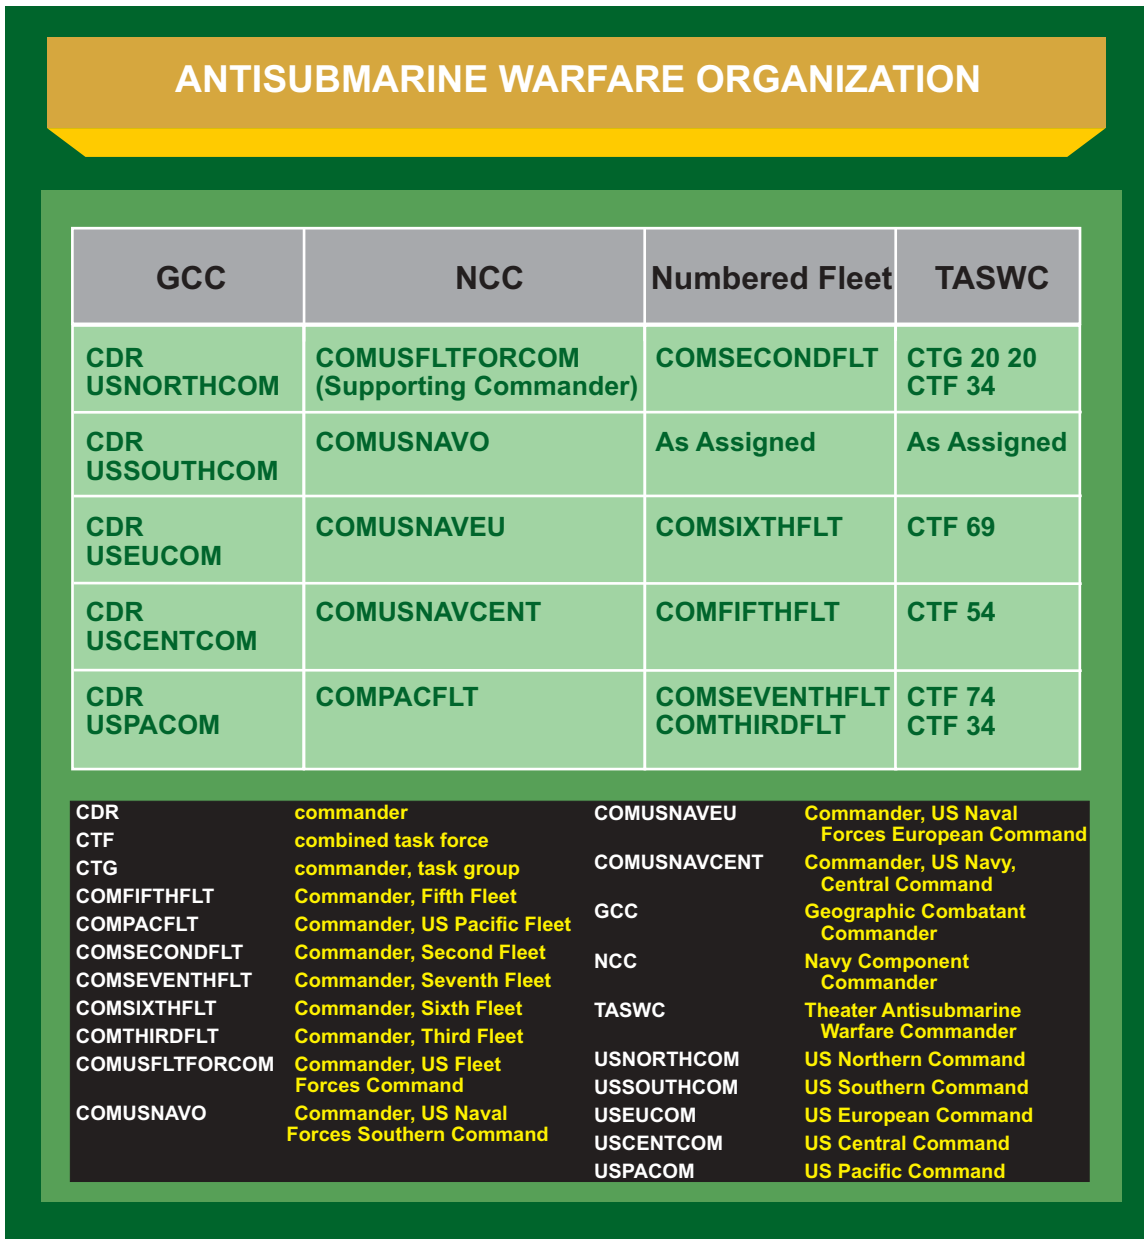 ANTISUBMARINE WARFARE ORGANIZATION
GCC NCC Numbered Fleet TASWC
CDR COMUSFLTFORCOM COMSECONDFLT CTG 20 20
USNORTHCOM (Supporting Commander) CTF 34
CDR COMUSNAVO As Assigned As Assigned
USSOUTHCOM
CDR COMUSNAVEU COMSIXTHFLT CTF 69
USEUCOM
CDR COMUSNAVCENT COMFIFTHFLT CTF 54
USCENTCOM
CDR COMPACFLT COMSEVENTHFLT CTF 74
USPACOM COMTHIRDFLT CTF 34
CDR commander
CTF combined task force
CTG commander, task group
COMFIFTHFLT Commander, Fifth Fleet
COMPACFLT Commander, US Pacific Fleet
COMSECONDFLT Commander, Second Fleet
COMSEVENTHFLT Commander, Seventh Fleet
COMSIXTHFLT Commander, Sixth Fleet
COMTHIRDFLT Commander, Third Fleet
COMUSFLTFORCOM Commander, US Fleet
Forces Command
COMUSNAVO Commander, US Naval
Forces Southern Command
COMUSNAVEU Commander, US Naval
Forces European Command
COMUSNAVCENT Commander, US Navy,
Central Command
GCC Geographic Combatant
Commander
NCC Navy Component
Commander
TASWC Theater Antisubmarine
Warfare Commander
USNORTHCOM US Northern Command
USSOUTHCOM US Southern Command
USEUCOM US European Command
USCENTCOM US Central Command
USPACOM US Pacific Command